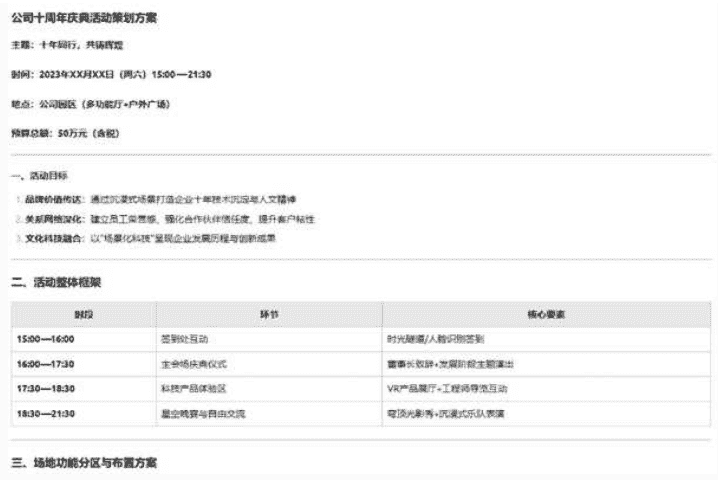 公司十周年庆典活动策划方案
主题：十年同行，共铸辉煌
时间：2023年XX月XX日（周六）15:00—21:30
地点：公司园区（多功能厅+户外广场）
预算总额：50万元（含税）
一、活动目标
1. 品牌价值传达：通过沉浸式场景打造企业十年技术沉淀与人文精神
2. 关系网络深化：建立员工荣誉感、强化合作伙伴信任度、提升客户粘性
3. 文化科技融合：以“场景化科技”呈现企业发展历程与创新成果
二、活动整体框架
时段 环节 核心要素
15:00—16:00 签到处互动 时光隧道/人脸识别签到
16:00—17:30 主会场庆典仪式 董事长致辞+发展阶段主题演出
17:30—18:30 科技产品体验区 VR产品展厅+工程师导览互动
18:30—21:30 星空晚宴与自由交流 穹顶光影秀+沉浸式乐队表演
三、场地功能分区与布置方案